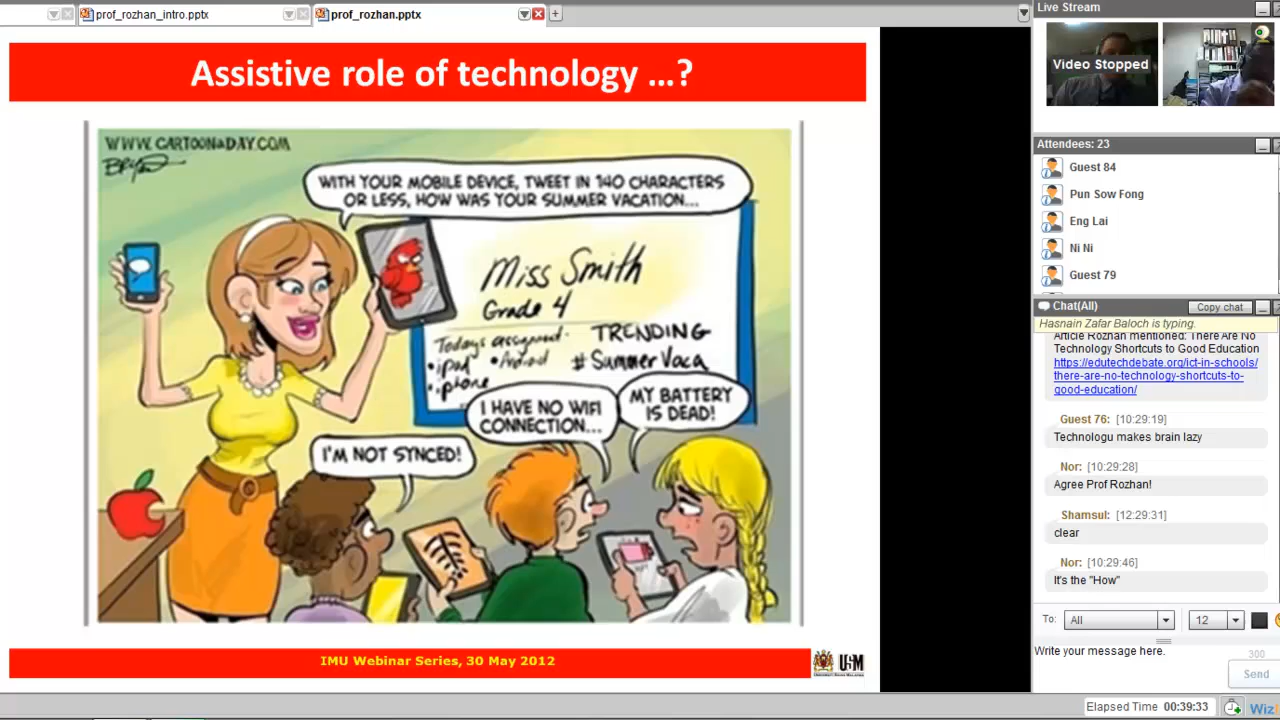 prof_rozhan_intro.pptx
prof_rozhan.pptx
Assistive role of technology ...?
WWW.CARTOONADAY.COM
WITH YOUR MOBILE DEVICE, TWEET IN 140 CHARACTERS
OR LESS, HOW WAS YOUR SUMMER VACATION...
Miss Smith
Grade 4
Todays assignment-
• ipad
• Android
• iphone
TRENDING
#SummerVaca
I HAVE NO WIFI
CONNECTION...
MY BATTERY
IS DEAD!
I'M NOT SYNCED!
IMU Webinar Series, 30 May 2012
USM
Live Stream
Video Stopped
Attendees: 23
Guest 84
Pun Sow Fong
Eng Lai
Ni Ni
Guest 79
Chat(All)
Copy chat
Hasnain Zafar Baloch is typing.
Article Rozhan mentioned: There Are No
Technology Shortcuts to Good Education
https://edutechdebate.org/ict-in-schools/
there-are-no-technology-shortcuts-to-
good-education/
Guest 76: [10:29:19]
Technologu makes brain lazy
Nor: [10:29:28]
Agree Prof Rozhan!
Shamsul: [12:29:31]
clear
Nor: [10:29:46]
It's the "How"
To:
All
12
Write your message here.
300
Send
Elapsed Time
00:39:33
Wiz